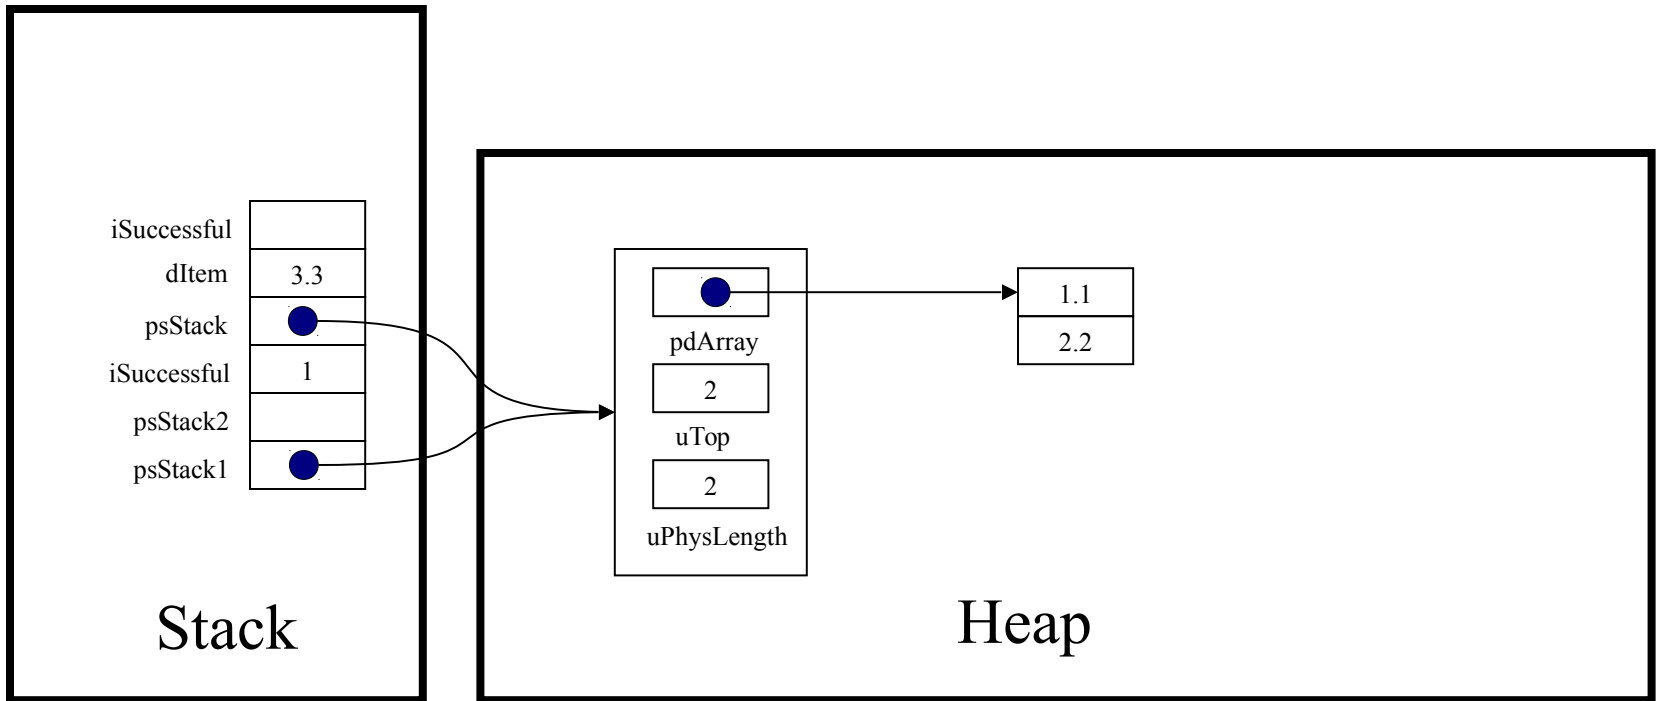 iSuccessful
dItem 3.3
psStack
iSuccessful 1
psStack2
psStack1
Stack
pdArray
2
uTop
2
uPhysLength
1.1
2.2
Heap